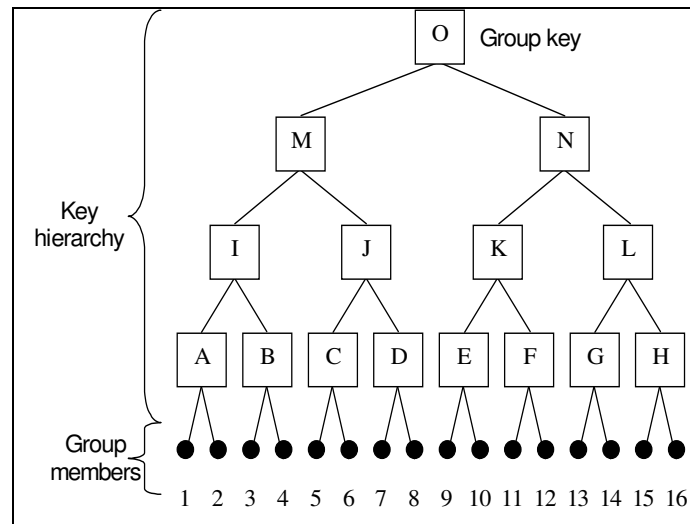 O Group key
M N
Key
hierarchy
I J K L
A B C D E F G H
Group
members
1 2 3 4 5 6 7 8 9 10 11 12 13 14 15 16